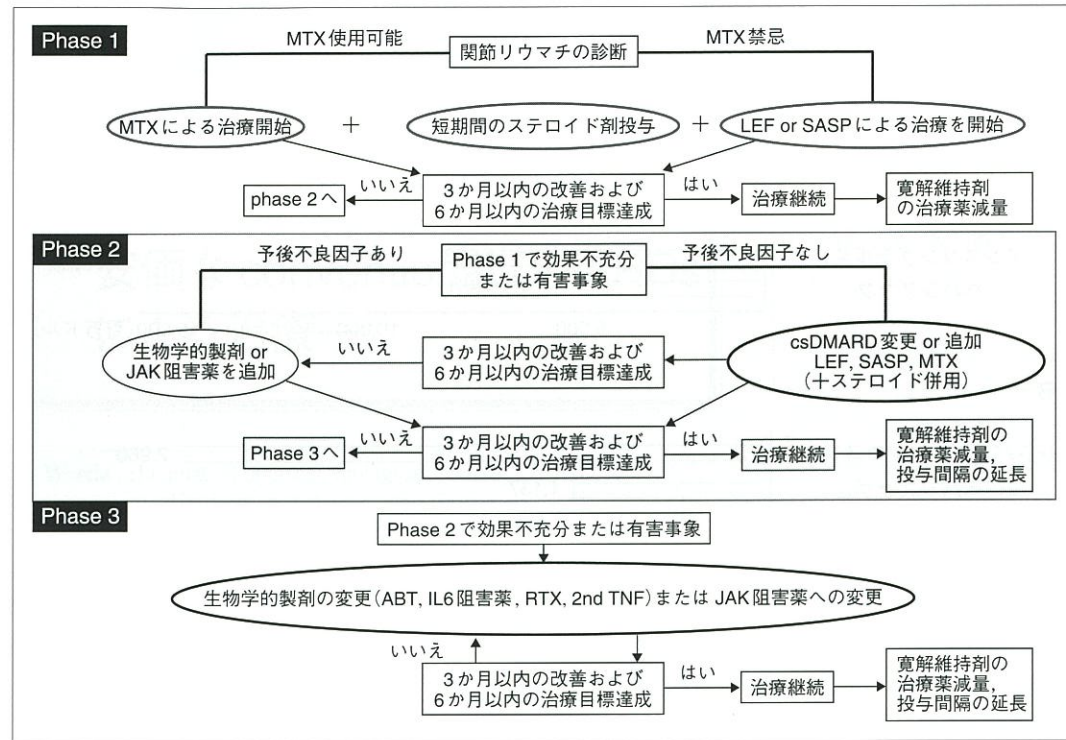 Phase 1
MTX使用可能
関節リウマチの診断
MTX禁忌
MTXによる治療開始
+
短期間のステロイド剤投与
+
LEF or SASPによる治療を開始
phase 2へ
いいえ
3か月以内の改善および
6か月以内の治療目標達成
はい
治療継続
寛解維持剤
の治療薬減量
Phase 2
予後不良因子あり
Phase 1で効果不充分
または有害事象
予後不良因子なし
生物学的製剤 or
JAK阻害薬を追加
いいえ
3か月以内の改善および
6か月以内の治療目標達成
csDMARD変更 or 追加
LEF, SASP, MTX
(+ステロイド併用)
Phase 3へ
いいえ
3か月以内の改善および
6か月以内の治療目標達成
はい
治療継続
寛解維持剤の
治療薬減量,
投与間隔の延長
Phase 3
Phase 2で効果不充分または有害事象
生物学的製剤の変更(ABT, IL6阻害薬, RTX, 2nd TNF)またはJAK阻害薬への変更
いいえ
3か月以内の改善および
6か月以内の治療目標達成
はい
治療継続
寛解維持剤の
治療薬減量,
投与間隔の延長